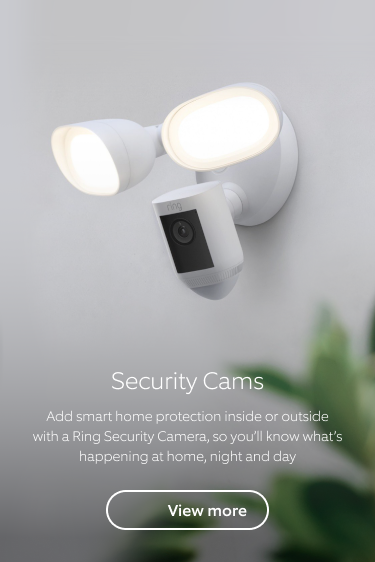 ring
Security Cams
Add smart home protection inside or outside
with a Ring Security Camera, so you'll know what's
happening at home, night and day
View more